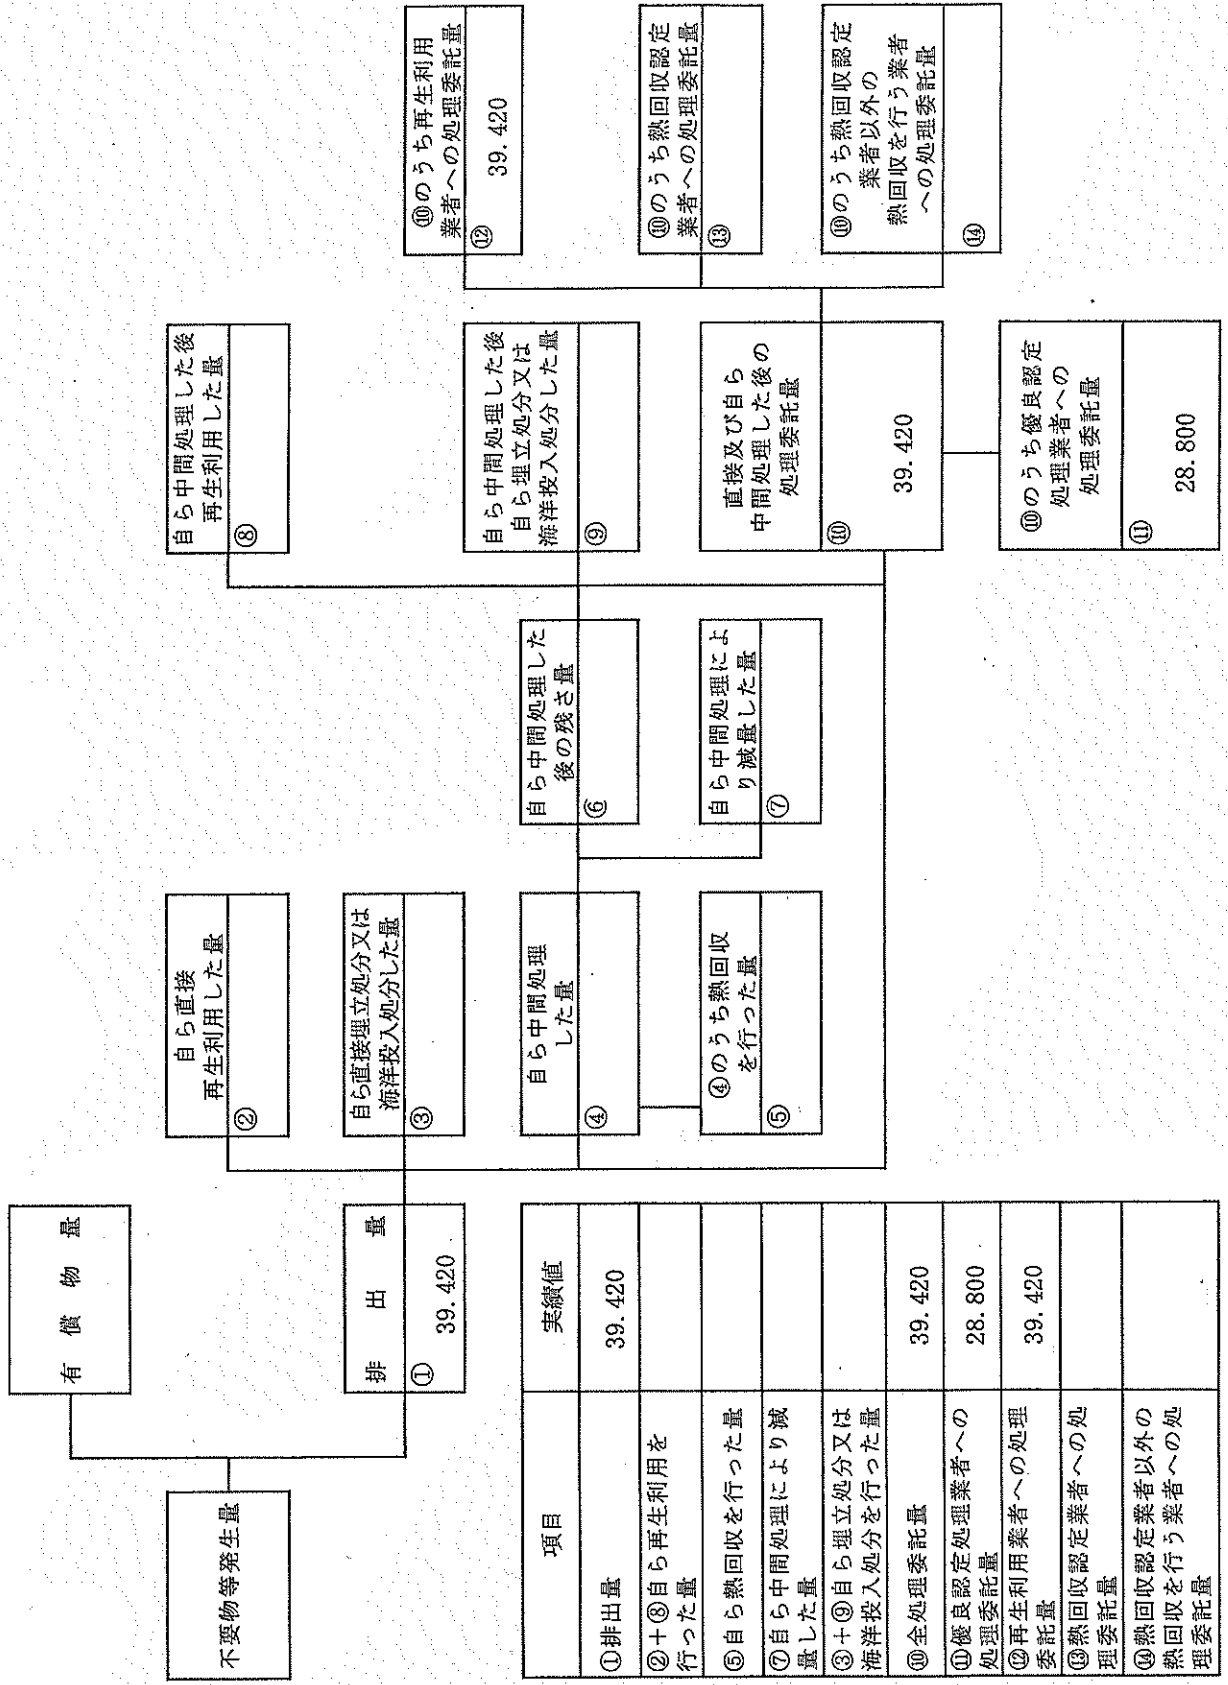 不要物等発生量
有償物量
排出量
① 39.420
自ら直接
再生利用した量
②
自ら直接埋立処分又は
海洋投入処分した量
③
自ら中間処理
した量
④
④のうち熱回収
を行った量
⑤
自ら中間処理した
後の残さ量
⑥
自ら中間処理によ
り減量した量
⑦
自ら中間処理した後
再生利用した量
⑧
自ら中間処理した後
自ら埋立処分又は
海洋投入処分した量
⑨
直接及び自ら
中間処理した後の
処理委託量
⑩ 39.420
⑩のうち優良認定
処理業者への
処理委託量
⑪ 28.800
⑩のうち再生利用
業者への処理委託量
⑫ 39.420
⑩のうち熱回収認定
業者への処理委託量
⑬
⑩のうち熱回収認定
業者以外の
熱回収を行う業者
への処理委託量
⑭
項目 実績値
①排出量 39.420
②+⑧自ら再生利用を
行った量
⑤自ら熱回収を行った量
⑦自ら中間処理により減
量した量
③+⑨自ら埋立処分又は
海洋投入処分を行った量
⑩全処理委託量 39.420
⑪優良認定処理業者への
処理委託量 28.800
⑫再生利用業者への処理
委託量 39.420
⑬熱回収認定業者への処
理委託量
⑭熱回収認定業者以外の
熱回収を行う業者への処
理委託量